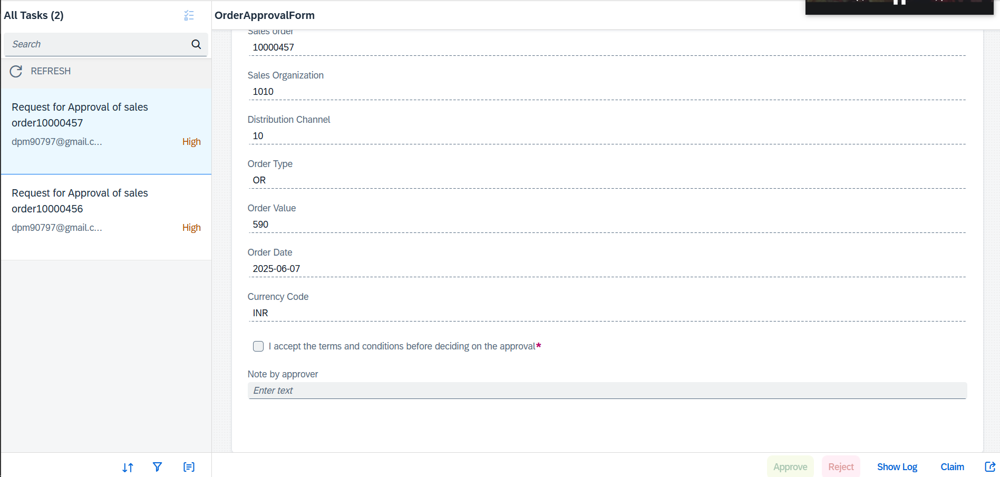 All Tasks (2)
Search
REFRESH
Request for Approval of sales
order10000457
dpm90797@gmail.c...
High
Request for Approval of sales
order10000456
dpm90797@gmail.c...
High
OrderApprovalForm
Sales order
10000457
Sales Organization
1010
Distribution Channel
10
Order Type
OR
Order Value
590
Order Date
2025-06-07
Currency Code
INR
I accept the terms and conditions before deciding on the approval*
Note by approver
Enter text
Approve
Reject
Show Log
Claim